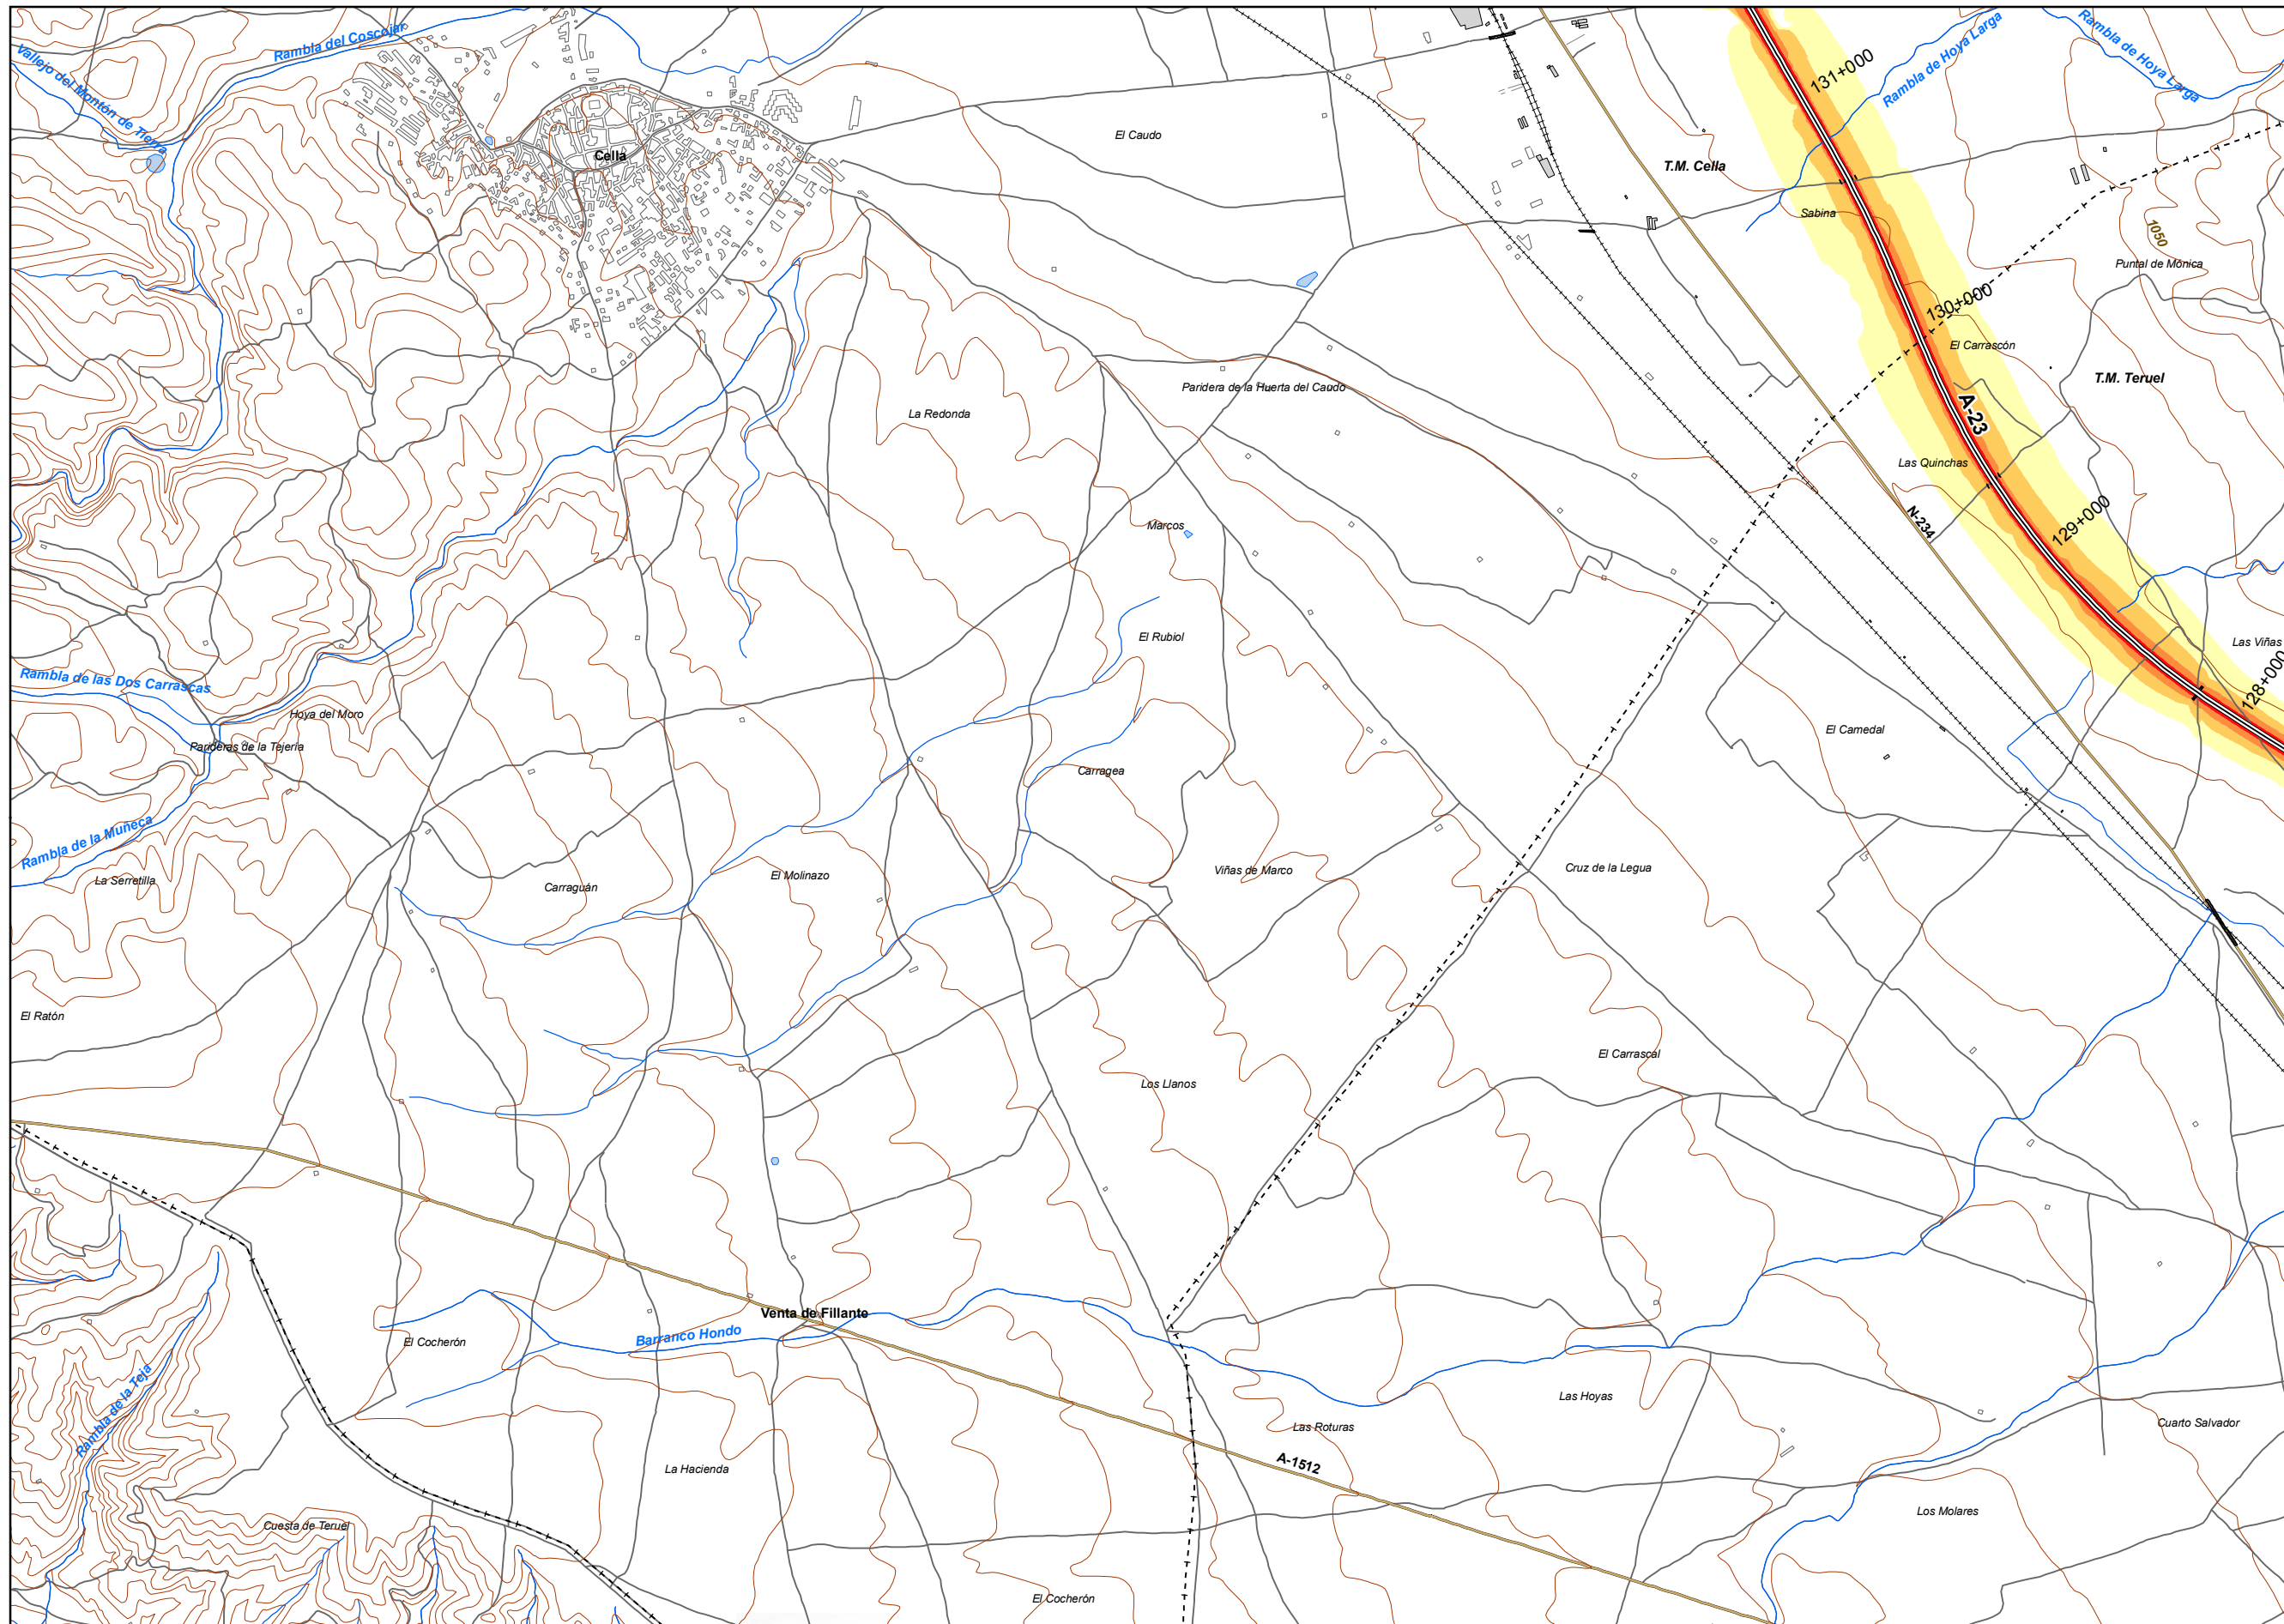 Rambla del Coscojar
Vallejo del Montón de Tierra
Rambla de Hoya Larga
Rambla de Hoya Larga
131+000
El Caudo
Cella
T.M. Cella
Sabina
1050
Puntal de Mónica
130+000
El Carrascón
T.M. Teruel
Paridera de la Huerta del Caudo
A-23
La Redonda
Las Quinchas
N-234
129+000
Marcos
El Rubiol
Las Viñas
128+000
Rambla de las Dos Carrascas
Hoya del Moro
Parideras de la Tejería
El Camedal
Carragea
Rambla de la Muñeca
La Serretilla
Carraguán
El Molinazo
Viñas de Marco
Cruz de la Legua
El Ratón
El Carrascal
Los Llanos
Venta de Fillante
Barranco Hondo
El Cocherón
Rambla de la Teja
Las Hoyas
Las Roturas
Cuarto Salvador
A-1512
La Hacienda
Los Molares
Cuesta de Teruel
El Cocherón